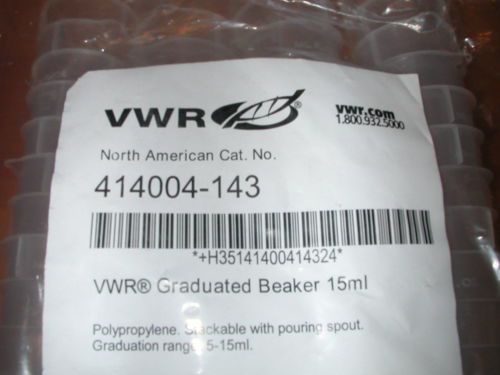 VWR®
vwr.com
1.800.932.5000
North American Cat. No.
414004-143
*+H35141400414324*
VWR® Graduated Beaker 15ml
Polypropylene. Stackable with pouring spout.
Graduation range 5-15ml.